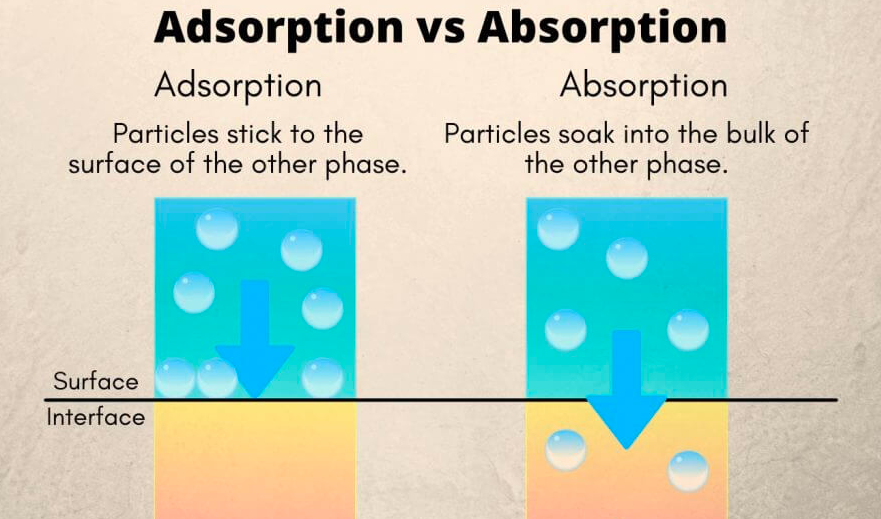 Adsorption vs Absorption
Adsorption
Particles stick to the
surface of the other phase.
Absorption
Particles soak into the bulk of
the other phase.
Surface
Interface